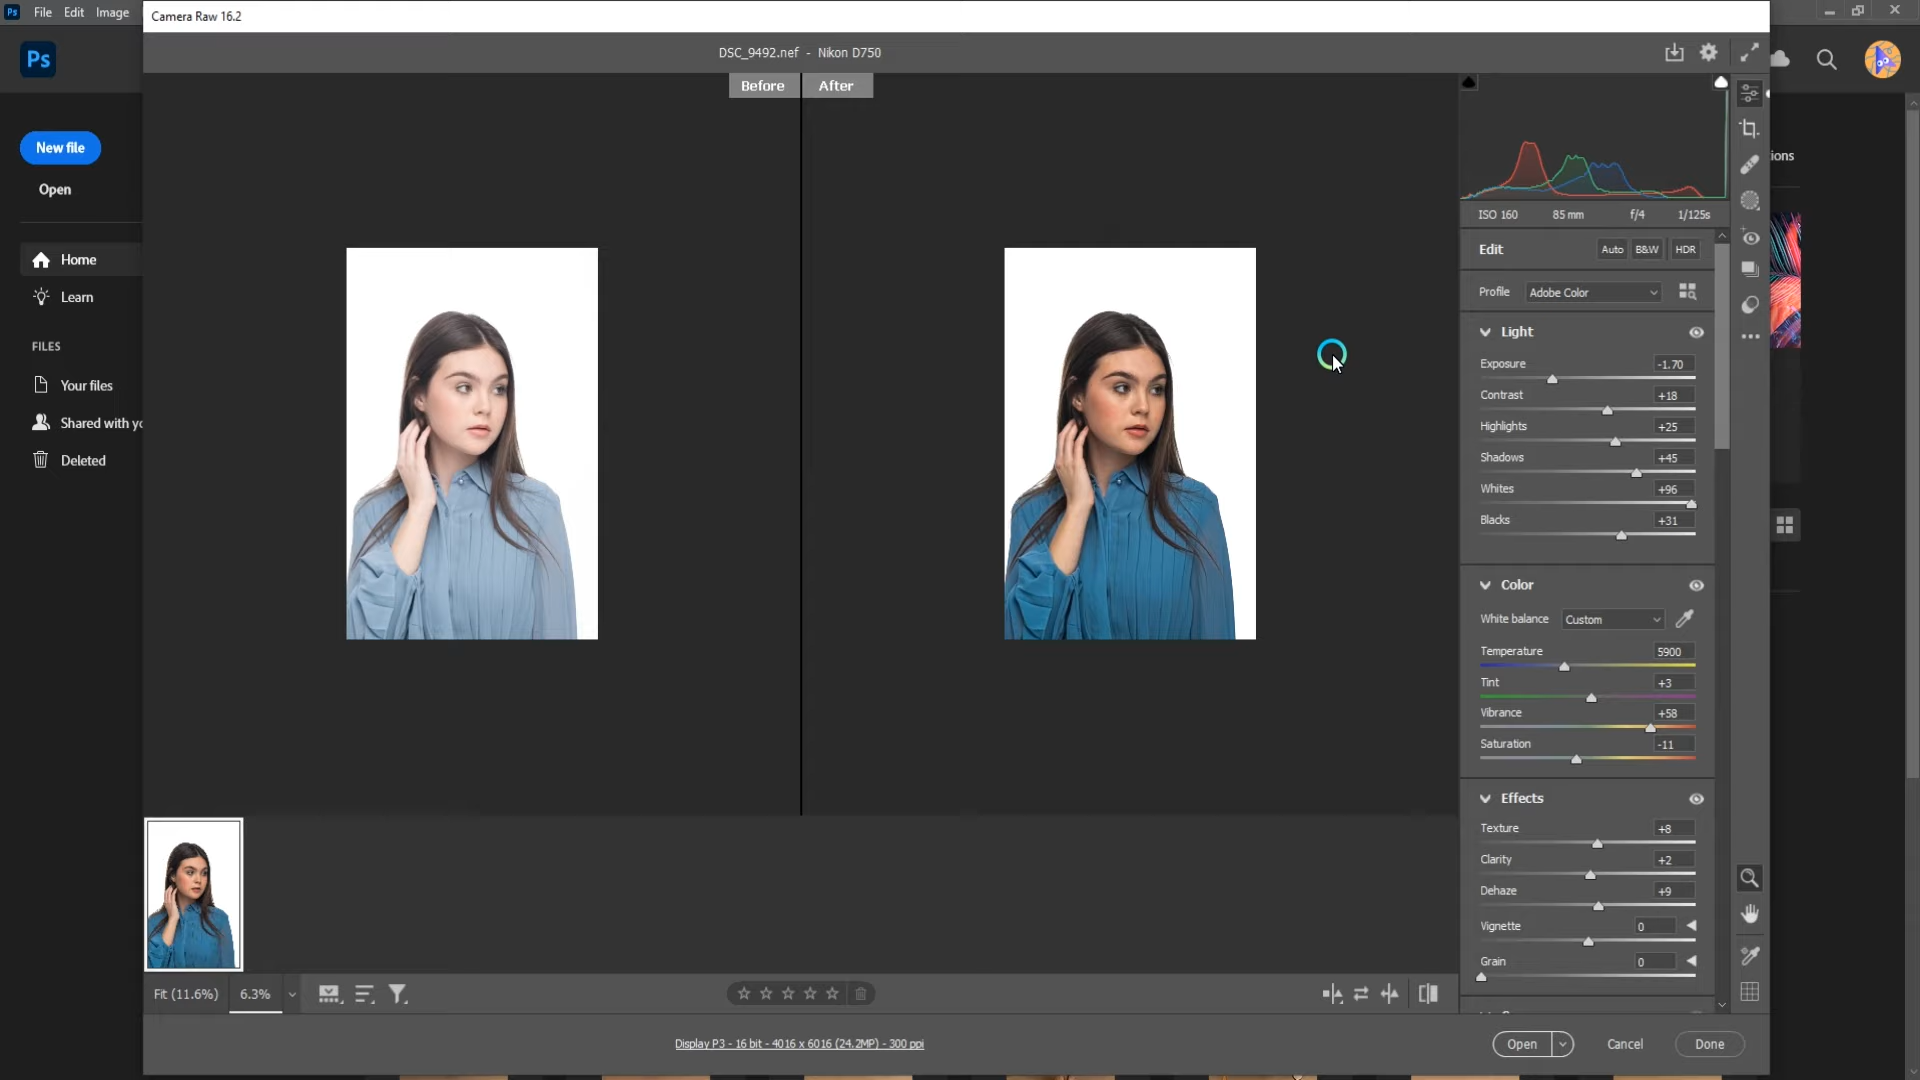 Ps
File Edit Image
Camera Raw 16.2
Ps
DSC_9492.nef - Nikon D750
Before After
New file
Open
Home
Learn
FILES
Your files
Shared with yo
Deleted
ISO 160 85 mm f/4 1/125s
Edit Auto B&W HDR
Profile Adobe Color
Light
Exposure -1.70
Contrast +18
Highlights +25
Shadows +45
Whites +96
Blacks +31
Color
White balance Custom
Temperature 5900
Tint +3
Vibrance +58
Saturation -11
Effects
Texture +8
Clarity +2
Dehaze +9
Vignette 0
Grain 0
ions
Fit (11.6%) 6.3%
Display P3 - 16 bit - 4016 x 6016 (24.2MP) - 300 ppi
Open Cancel Done